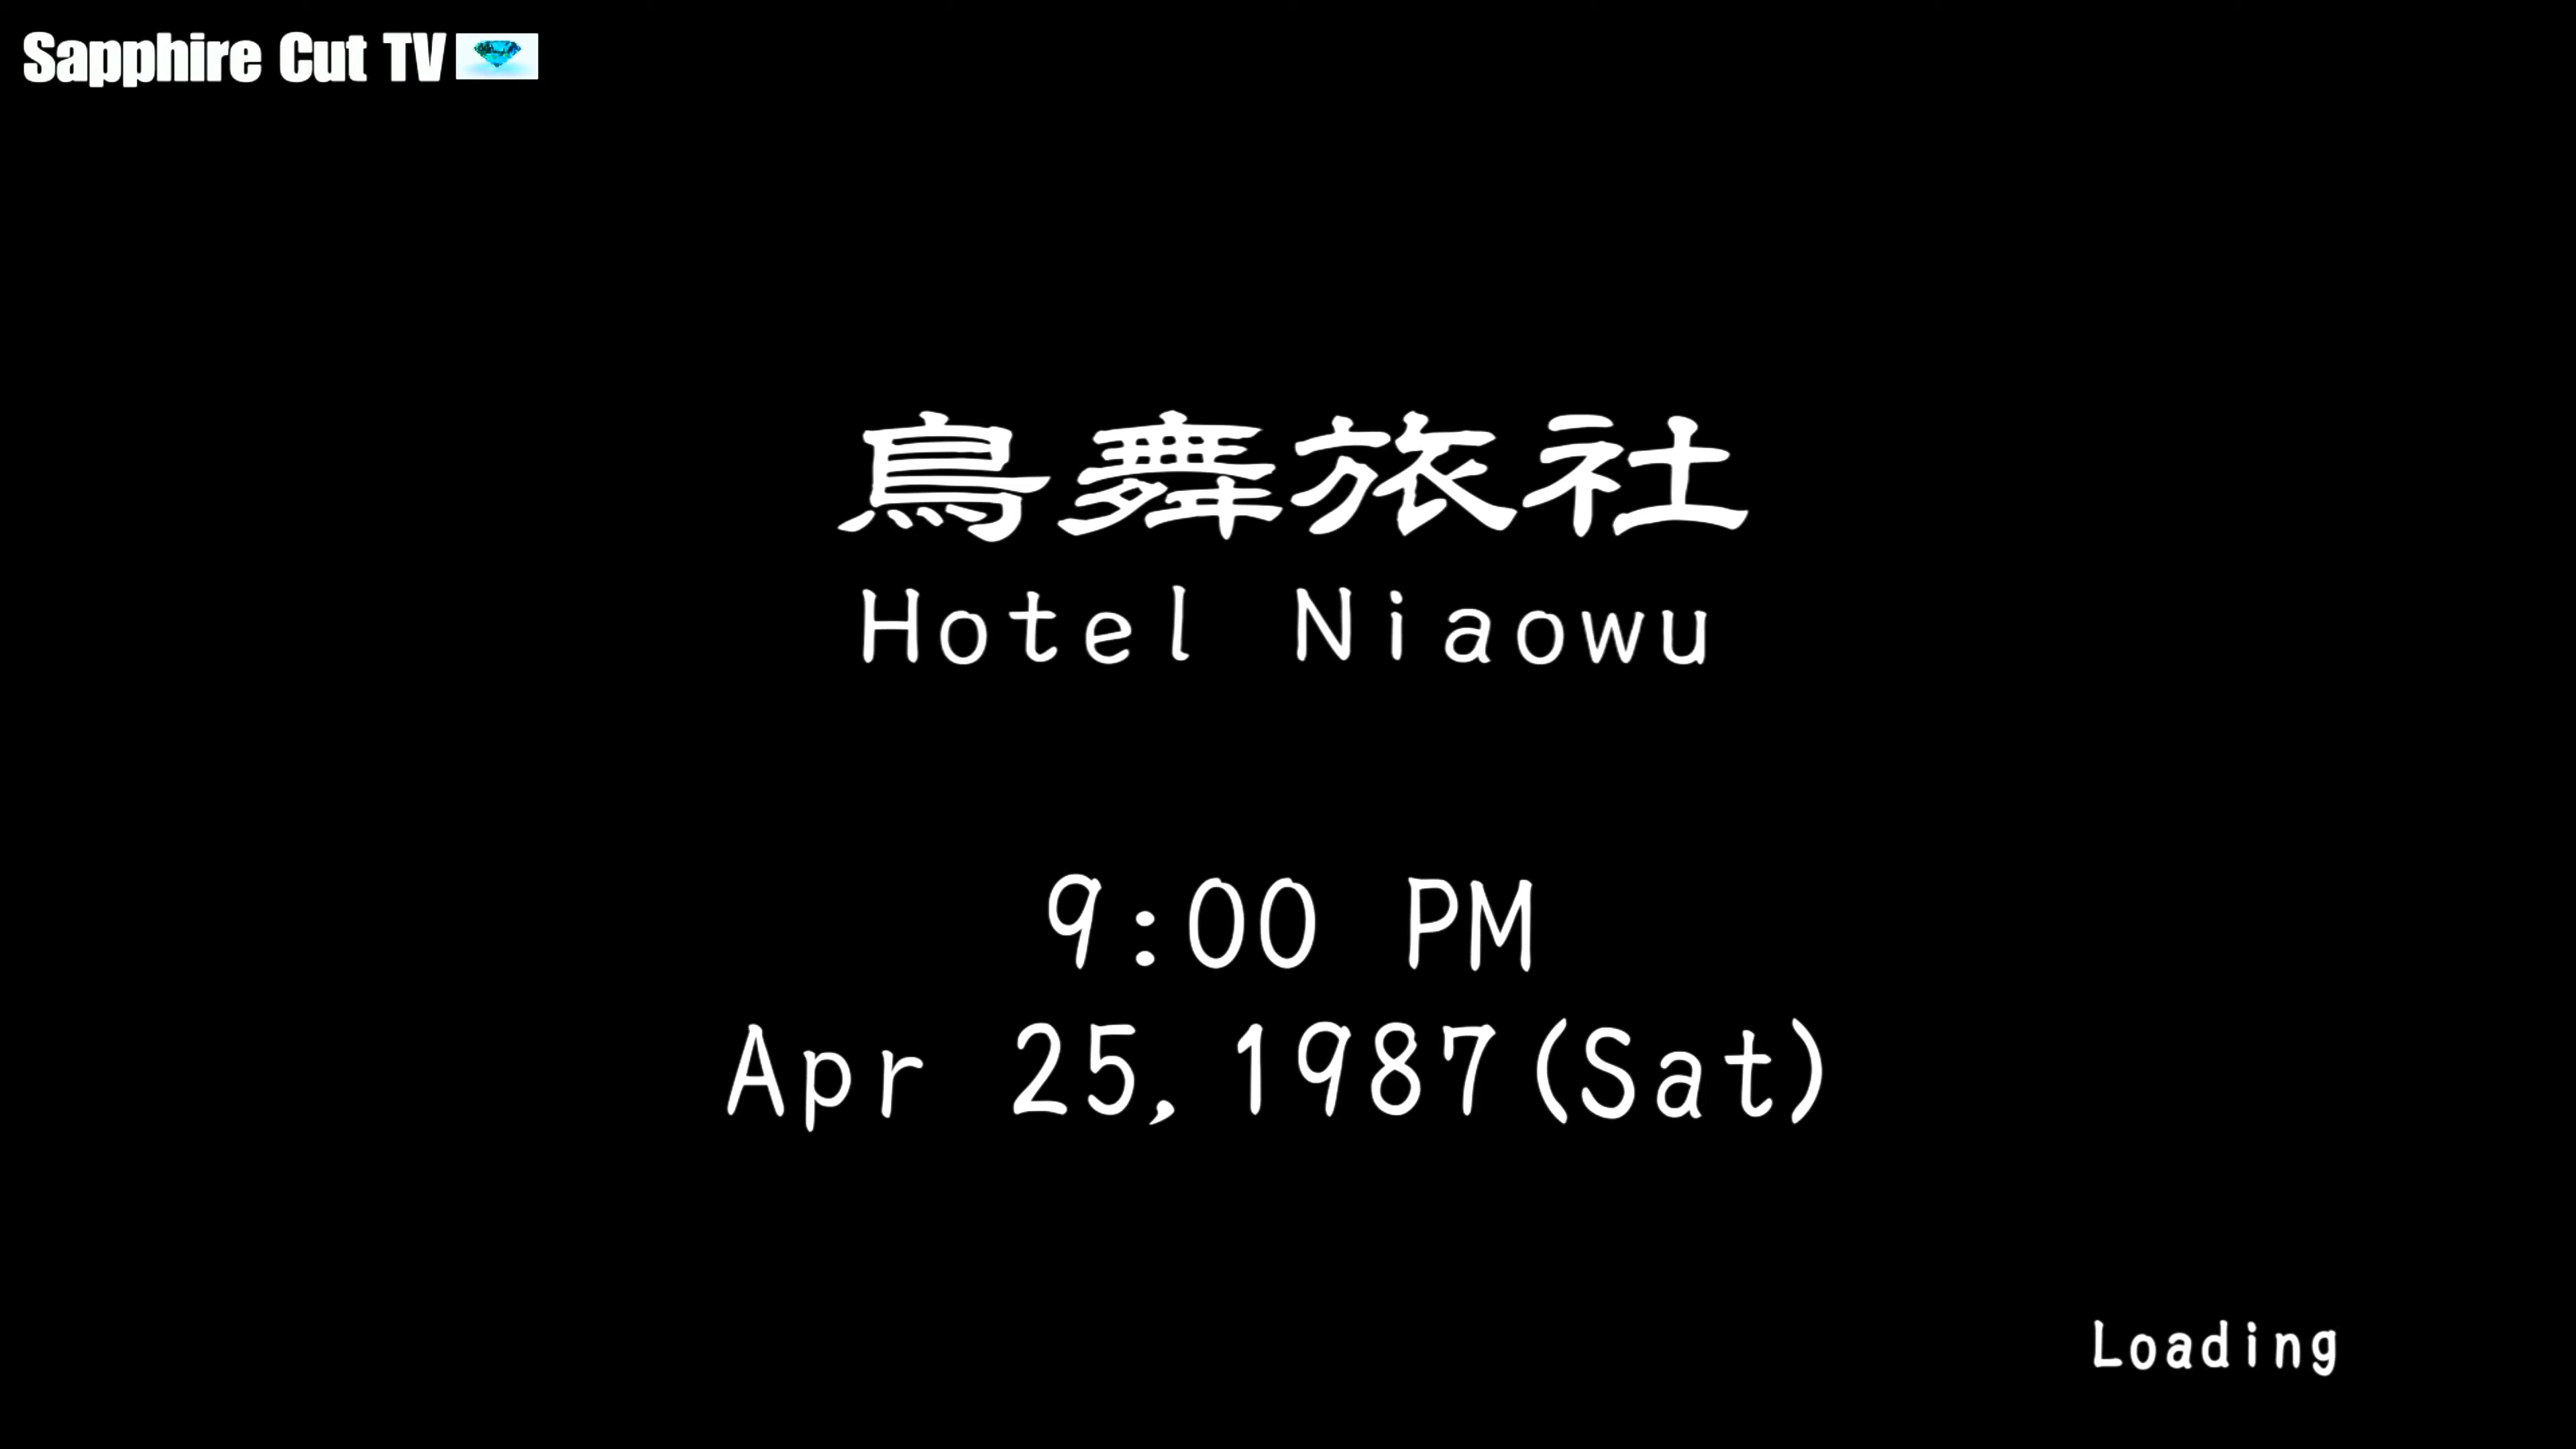 Sapphire Cut TV
鳥舞旅社
Hotel Niaowu
9:00 PM
Apr 25,1987(Sat)
Loading